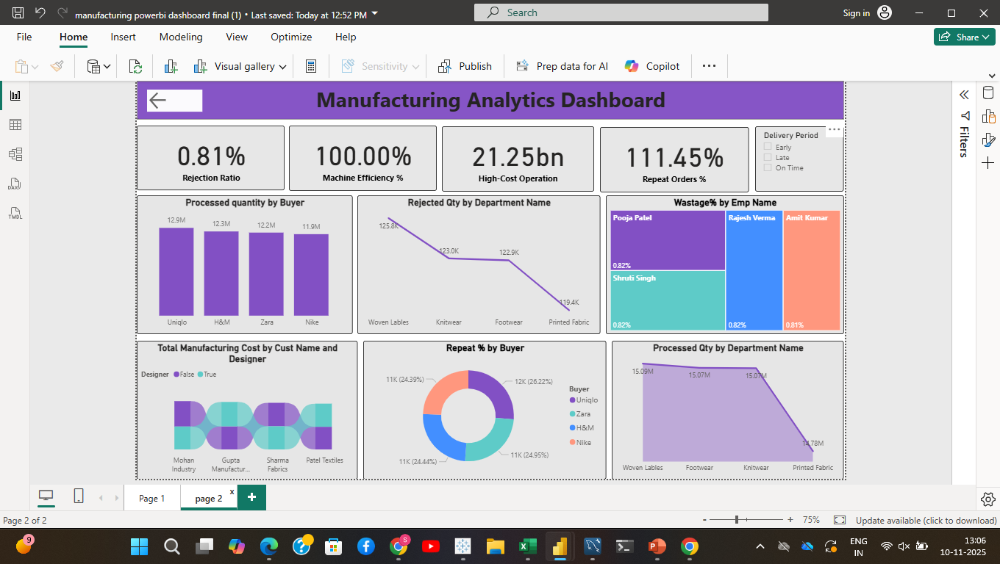 manufacturing powerbi dashboard final (1) • Last saved: Today at 12:52 PM
Search
Sign in
File
Home
Insert
Modeling
View
Optimize
Help
Share
Visual gallery
Sensitivity
Publish
Prep data for AI
Copilot
DAX
TMDL
Manufacturing Analytics Dashboard
0.81%
Rejection Ratio
100.00%
Machine Efficiency %
21.25bn
High-Cost Operation
111.45%
Repeat Orders %
Delivery Period
Early
Late
On Time
Filters
Processed quantity by Buyer
12.9M
12.3M
12.2M
11.9M
Uniqlo
H&M
Zara
Nike
Rejected Qty by Department Name
125.8K
123.0K
122.9K
119.4K
Woven Lables
Knitwear
Footwear
Printed Fabric
Wastage% by Emp Name
Pooja Patel
0.82%
Shruti Singh
0.82%
Rajesh Verma
0.82%
Amit Kumar
0.81%
Total Manufacturing Cost by Cust Name and
Designer
Designer
False
True
Mohan
Industry
Gupta
Manufactur...
Sharma
Fabrics
Patel Textiles
Repeat % by Buyer
11K (24.39%)
12K (26.22%)
11K (24.44%)
11K (24.95%)
Buyer
Uniqlo
Zara
H&M
Nike
Processed Qty by Department Name
15.09M
15.07M
15.07M
14.78M
Woven Lables
Footwear
Knitwear
Printed Fabric
Page 1
page 2
x
Page 2 of 2
75%
Update available (click to download)
9
S
ENG
IN
13:06
10-11-2025